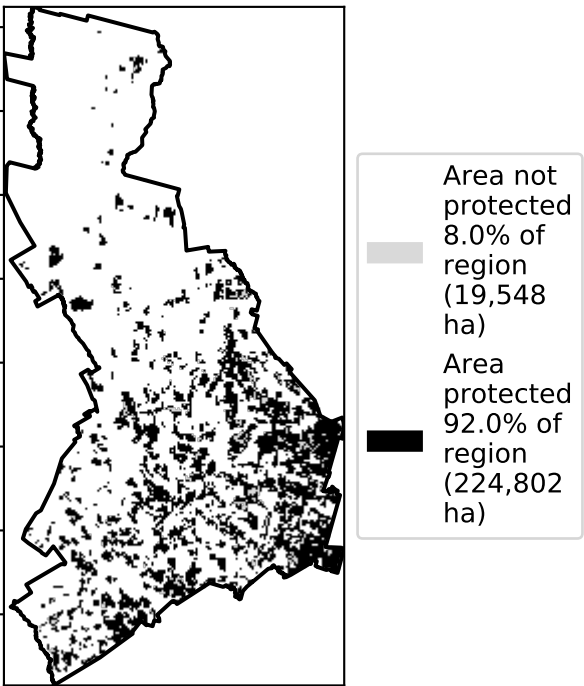 Area not
protected
8.0% of
region
(19,548
ha)
Area
protected
92.0% of
region
(224,802
ha)